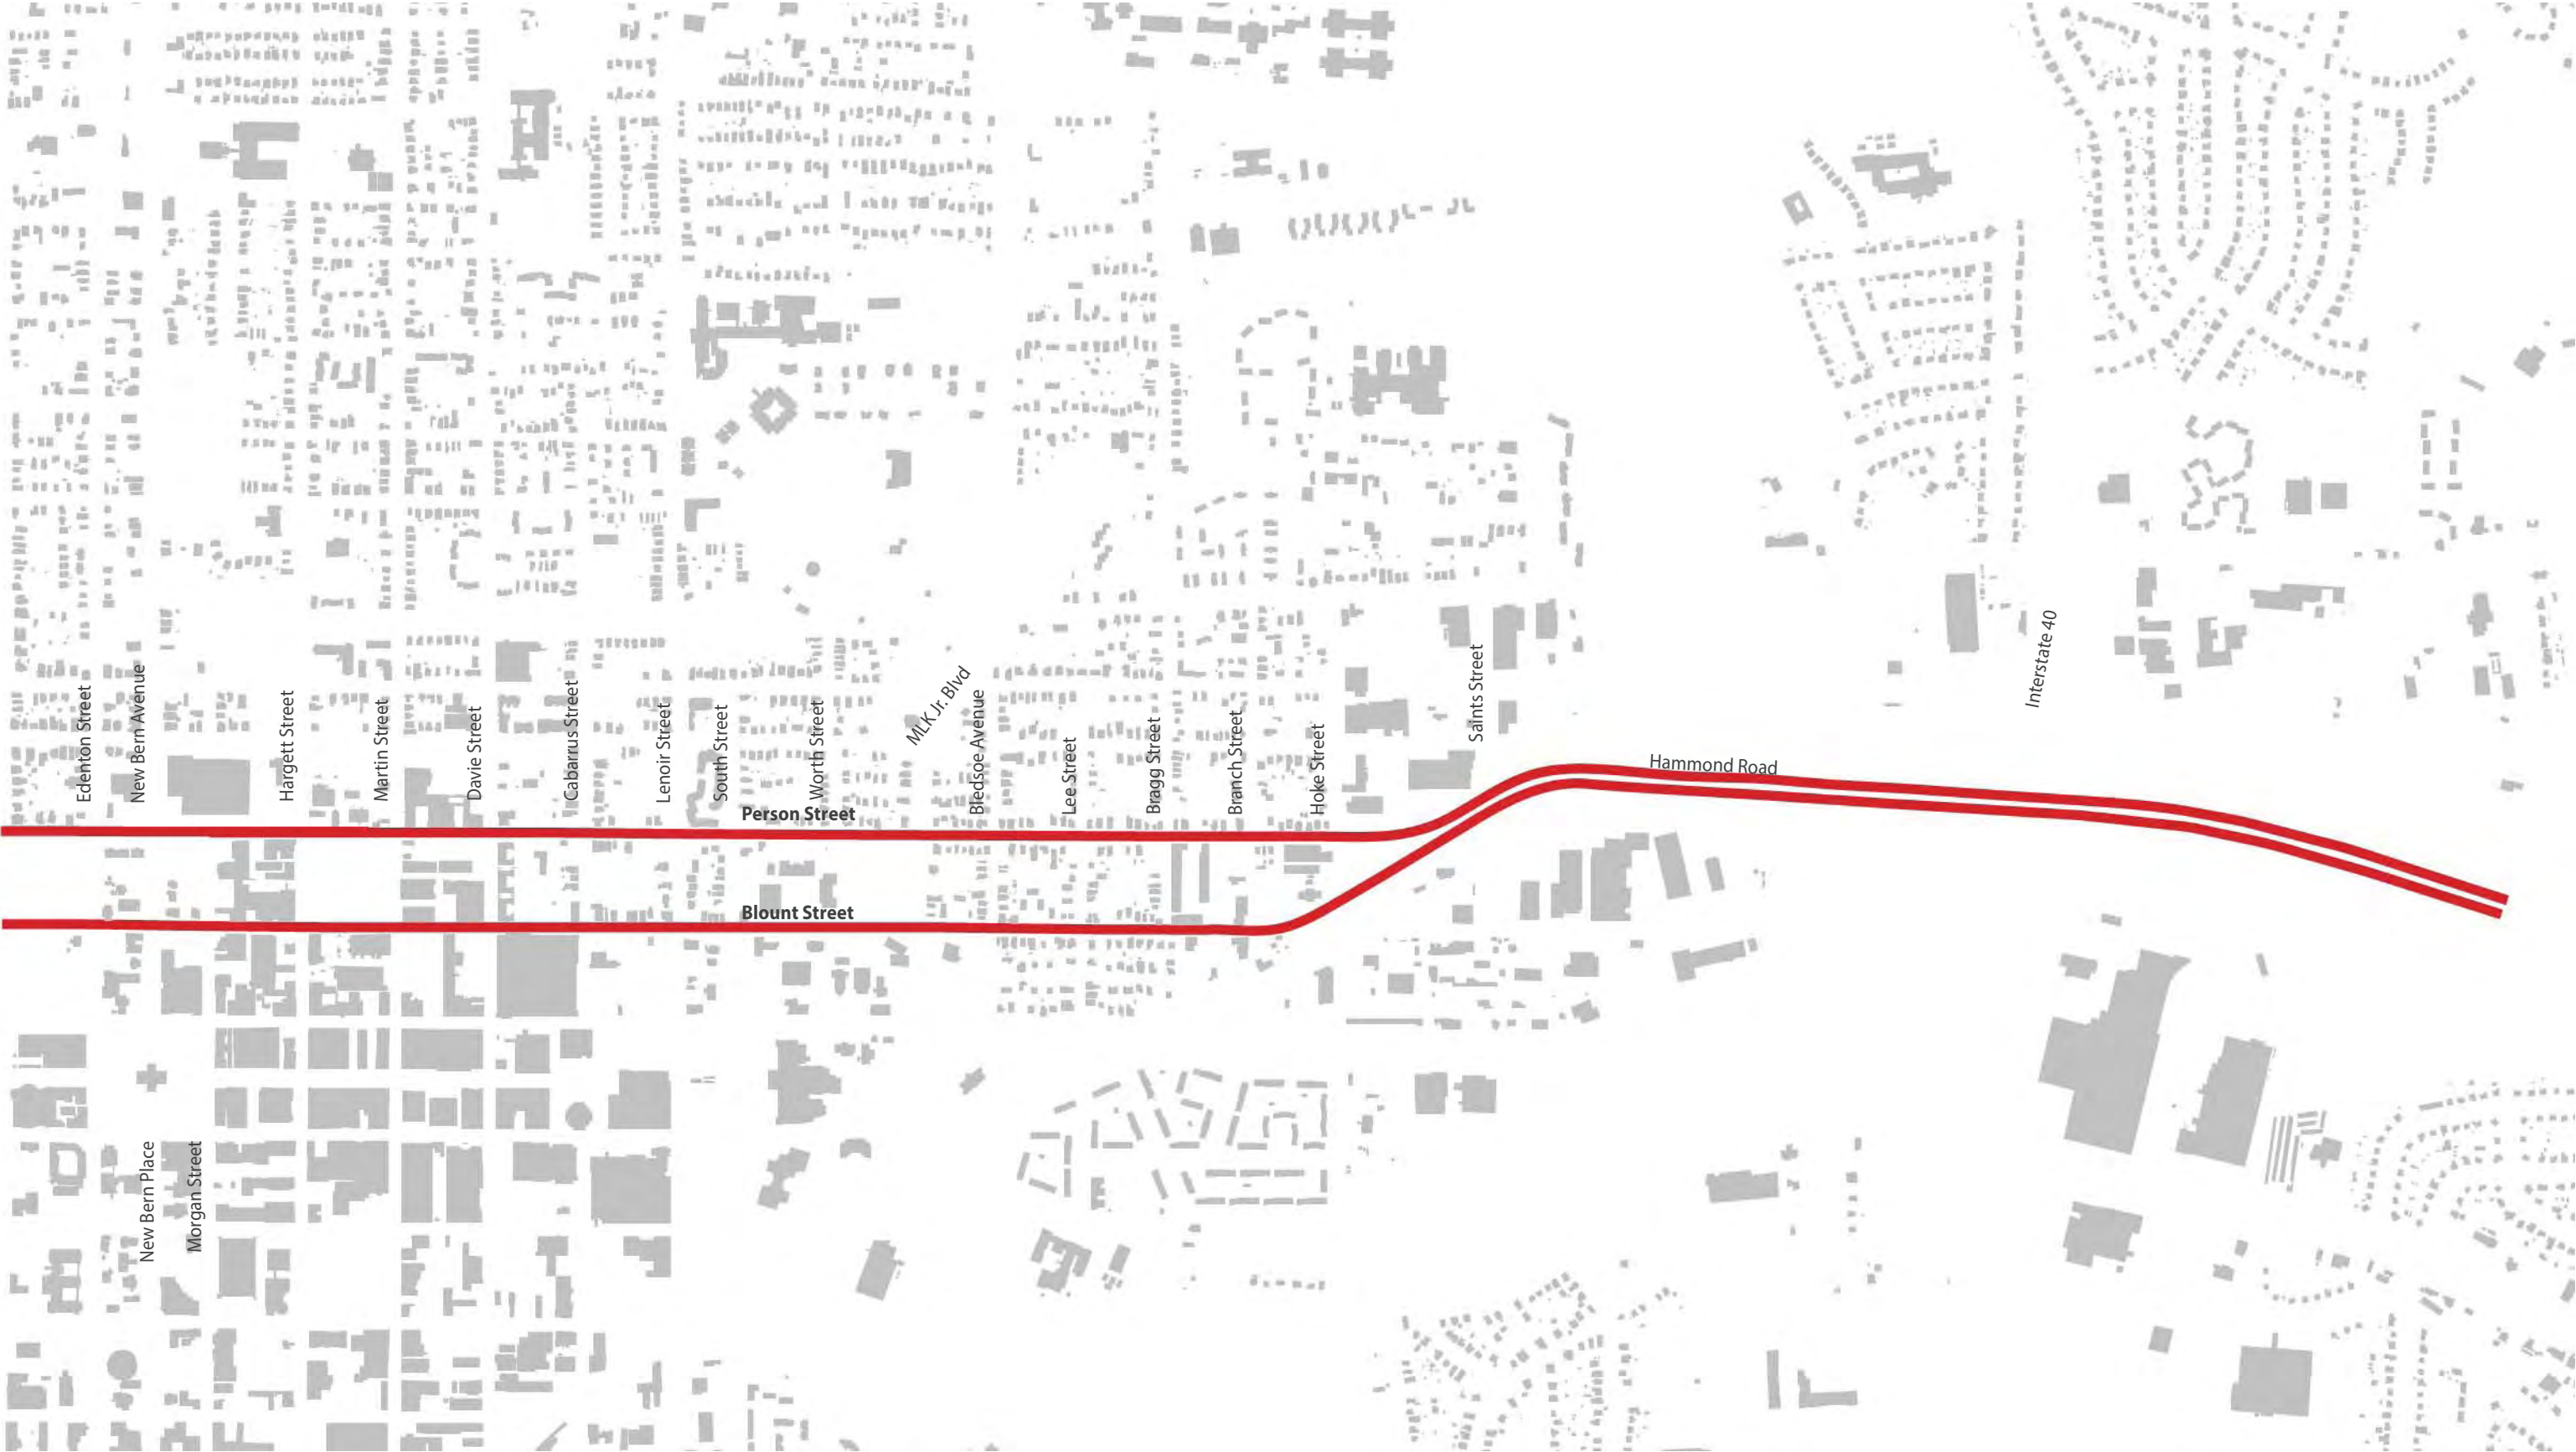 Edenton Street
New Bern Avenue
Hargett Street
Martin Street
Davie Street
Cabarrus Street
Lenoir Street
South Street
Worth Street
MLK Jr. Blvd
Bledsoe Avenue
Lee Street
Bragg Street
Branch Street
Hoke Street
Saints Street
Interstate 40
Hammond Road
Person Street
Blount Street
New Bern Place
Morgan Street